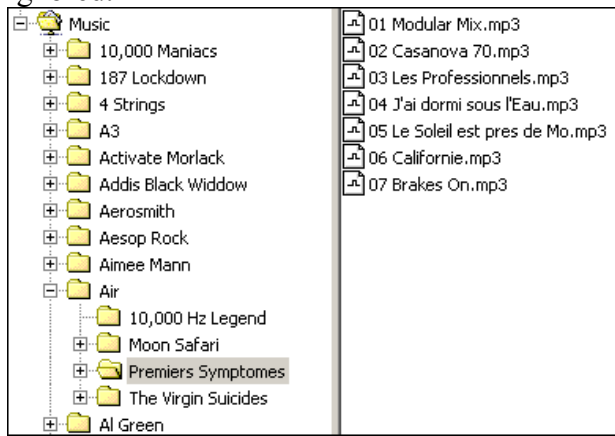 Music
10,000 Maniacs
187 Lockdown
4 Strings
A3
Activate Morlack
Addis Black Widdow
Aerosmith
Aesop Rock
Aimee Mann
Air
10,000 Hz Legend
Moon Safari
Premiers Symptomes
The Virgin Suicides
Al Green
01 Modular Mix.mp3
02 Casanova 70.mp3
03 Les Professionnels.mp3
04 J'ai dormi sous l'Eau.mp3
05 Le Soleil est pres de Mo.mp3
06 Californie.mp3
07 Brakes On.mp3